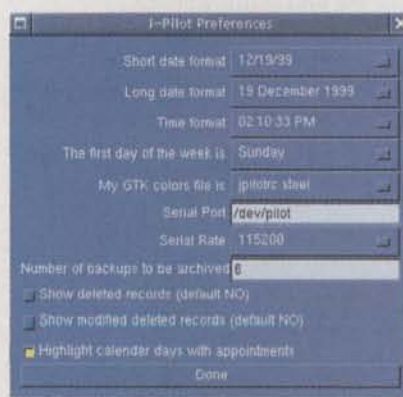 J-Pilot Preferences
Short date format 12/19/99
Long date format 19 December 1999
Time format 02:10:33 PM
The first day of the week is Sunday
My GTK colors file is jpilotrc.steel
Serial Port /dev/pilot
Serial Rate 115200
Number of backups to be archived 6
Show deleted records (default NO)
Show modified deleted records (default NO)
Highlight calender days with appointments
Done